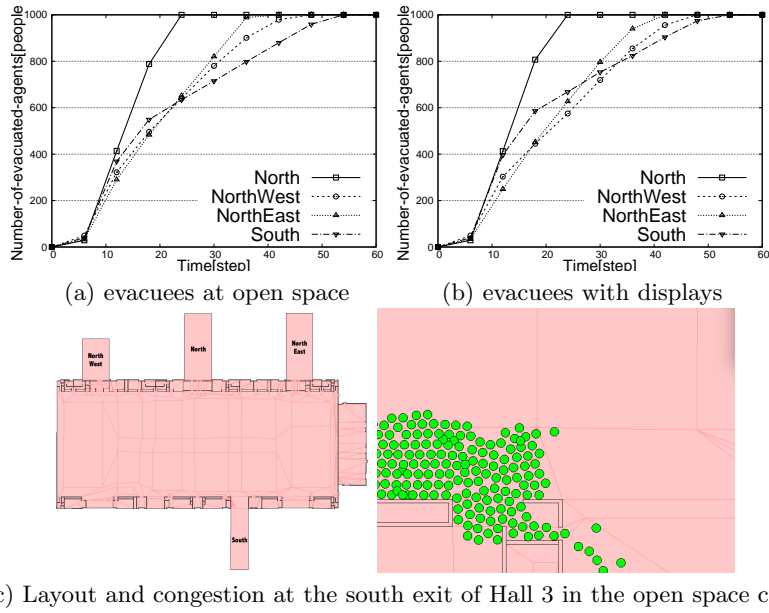 Number-of-evacuated-agents[people]
1000
800
600
400
200
0
0 10 20 30 40 50 60
Time[step]
North
NorthWest
NorthEast
South
(a) evacuees at open space
Number-of-evacuated-agents[people]
1000
800
600
400
200
0
0 10 20 30 40 50 60
Time[step]
North
NorthWest
NorthEast
South
(b) evacuees with displays
North
West
North
North
East
South
c) Layout and congestion at the south exit of Hall 3 in the open space c